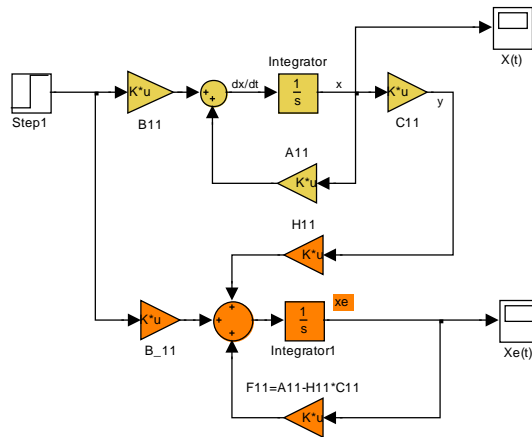 Integrator
X(t)
dx/dt
x
1
s
K*u
B11
Step1
+
+
K*u
C11
y
A11
K*u
H11
K*u
xe
K*u
B_11
+
+
+
1
s
Integrator1
Xe(t)
F11=A11-H11*C11
K*u